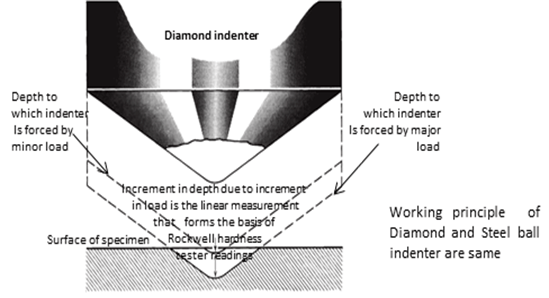 Diamond indenter
Depth to
which indenter
Is forced by
minor load
Depth to
which indenter
Is forced by major
load
Increment in depth due to increment
in load is the linear measurement
that forms the basis of
Rockwell hardness
tester readings
Surface of specimen
Working principle of
Diamond and Steel ball
indenter are same